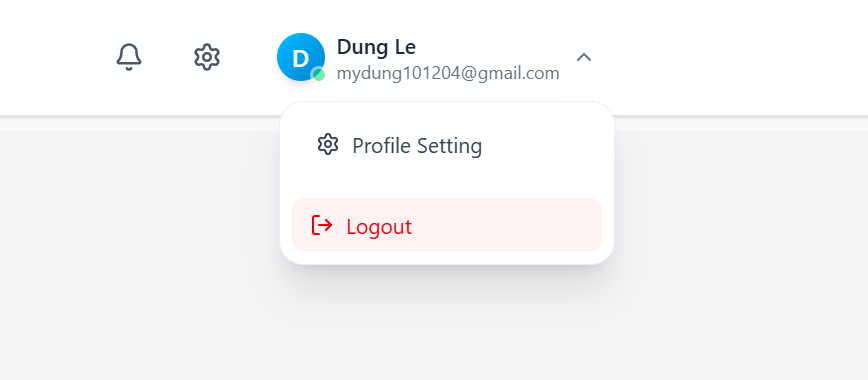 D
Dung Le
mydung101204@gmail.com
Profile Setting
Logout